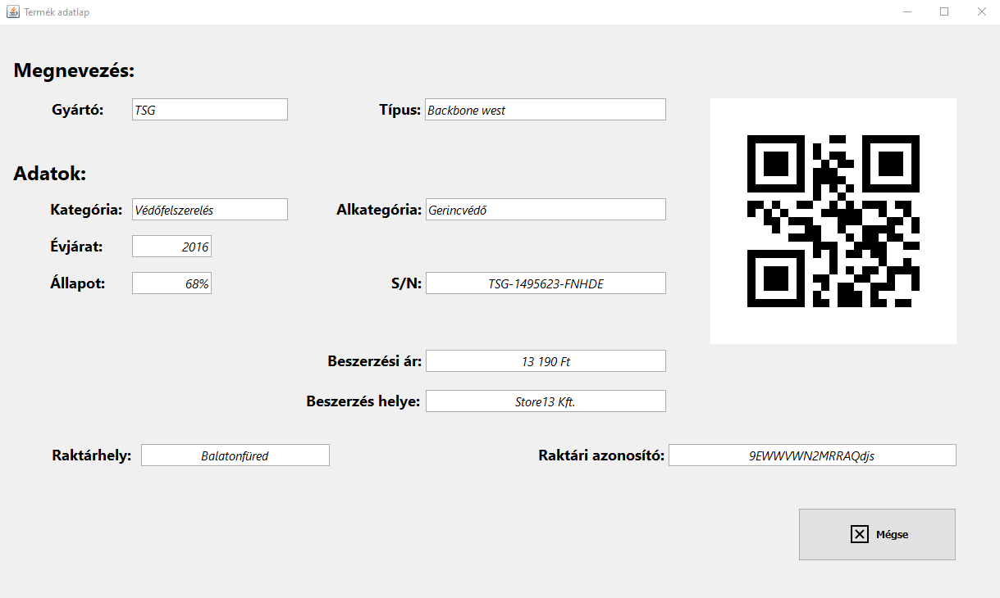 Termék adatlap
Megnevezés:
Gyártó: TSG Típus: Backbone west
Adatok:
Kategória: Védőfelszerelés Alkategória: Gerincvédő
Évjárat: 2016
Állapot: 68% S/N: TSG-1495623-FNHDE
Beszerzési ár: 13 190 Ft
Beszerzés helye: Store13 Kft.
Raktárhely: Balatonfüred Raktári azonosító: 9EWWVWN2MRRAQdjs
Mégse